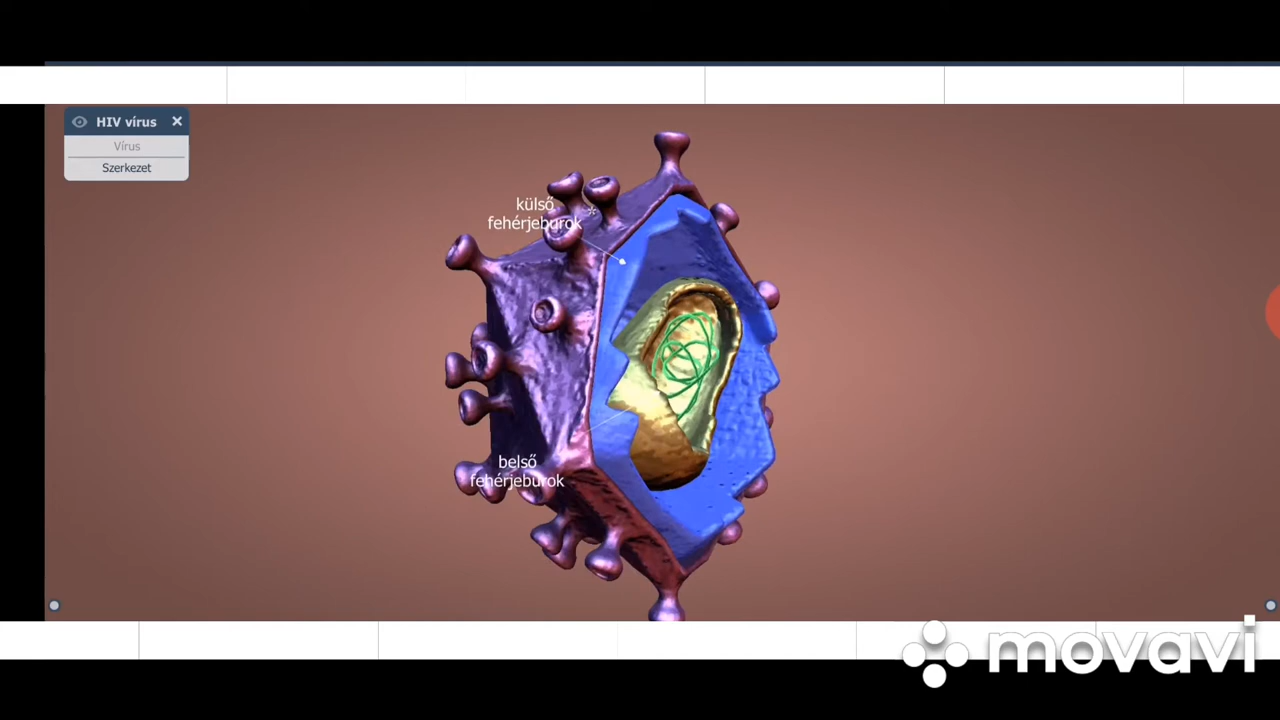 HIV vírus
Vírus
Szerkezet
külső
fehérjeburok
belső
fehérjeburok
movavi